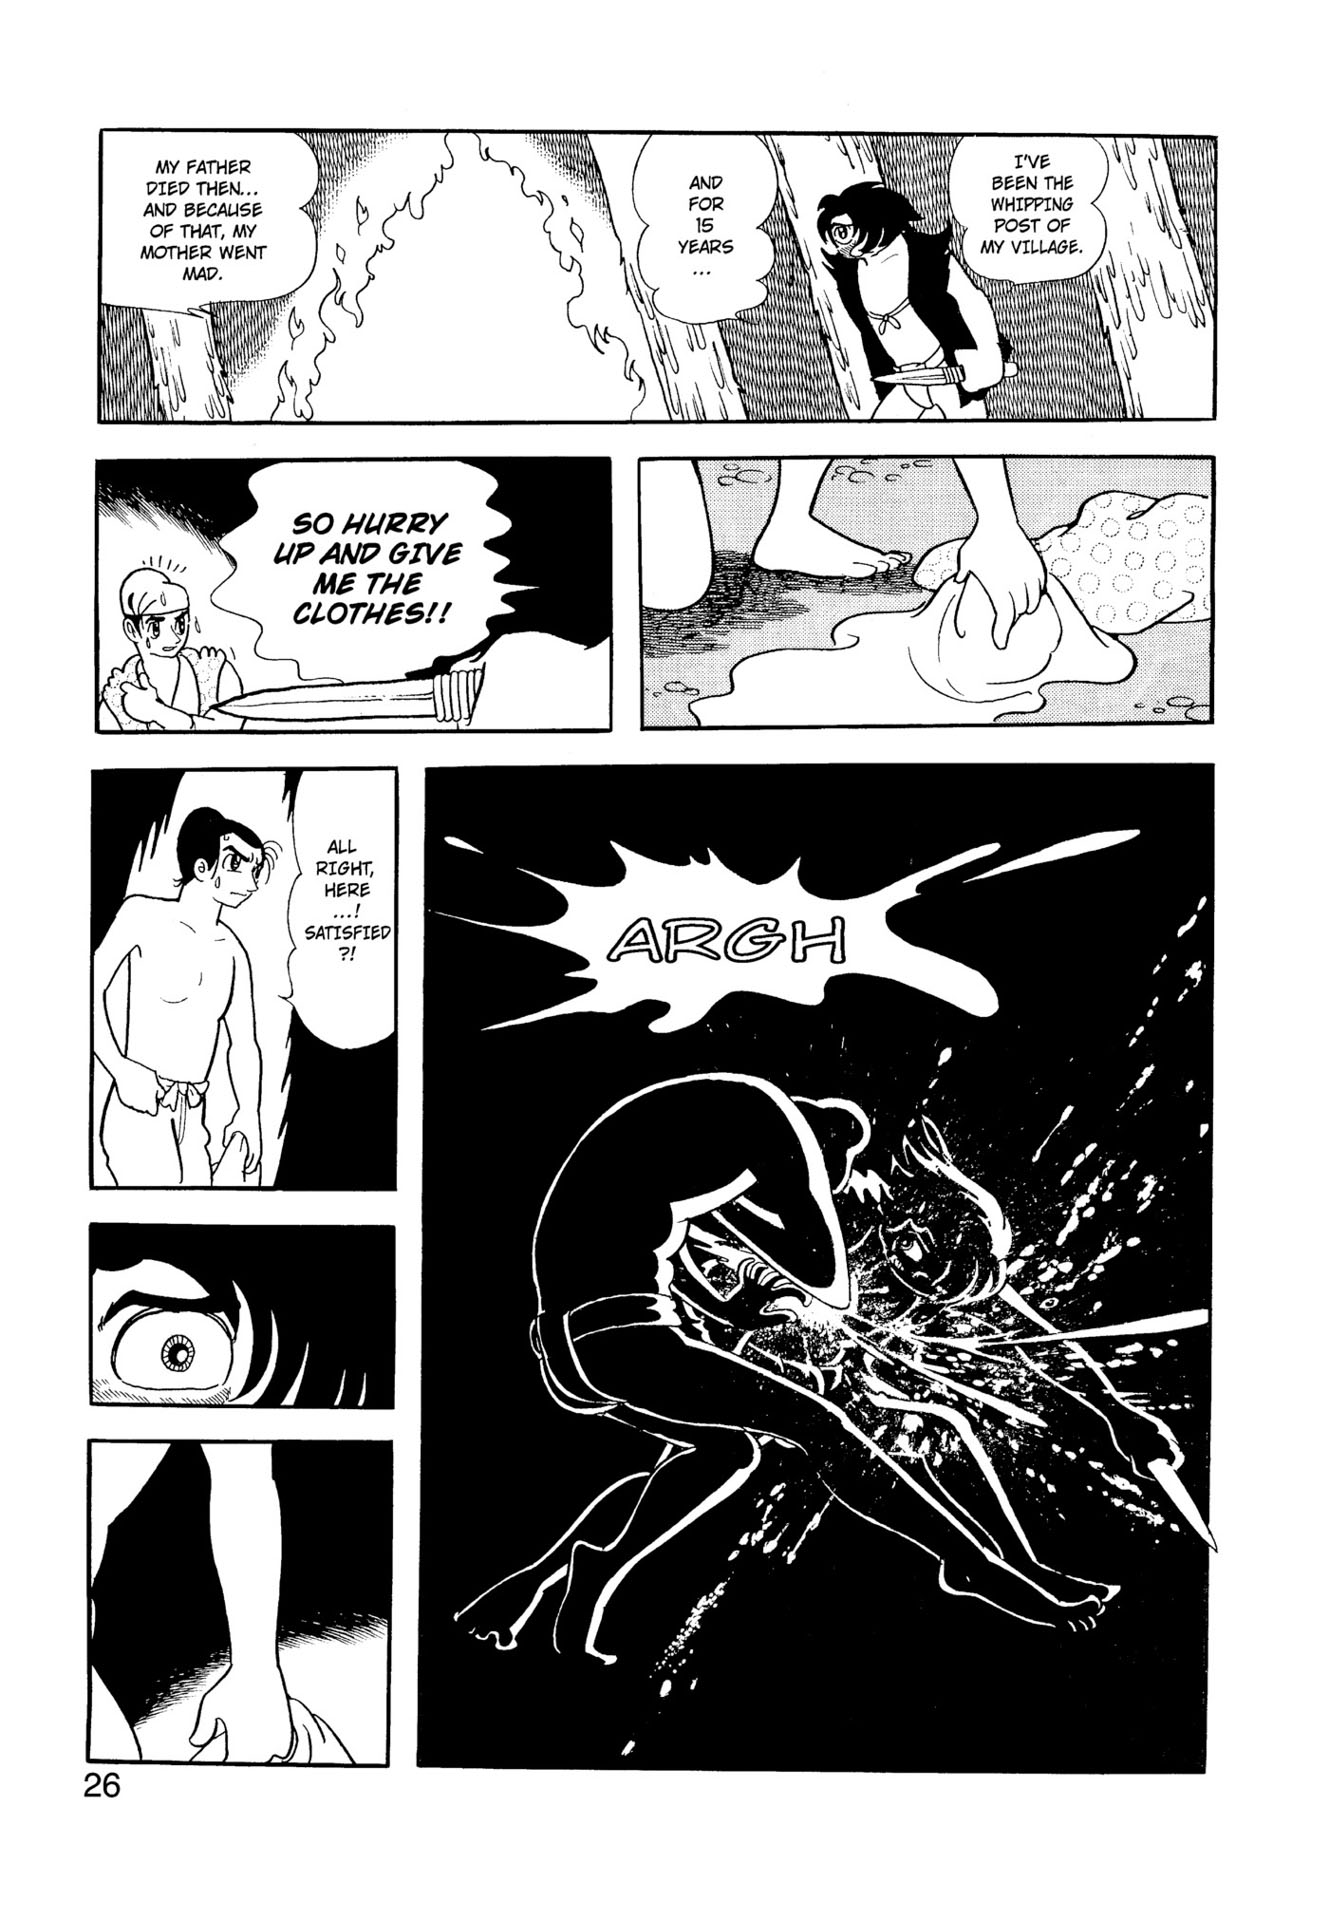 MY FATHER
DIED THEN...
AND BECAUSE
OF THAT, MY
MOTHER WENT
MAD.
AND
FOR
15
YEARS
...
I'VE
BEEN THE
WHIPPING
POST OF
MY VILLAGE.
SO HURRY
UP AND GIVE
ME THE
CLOTHES!!
ALL
RIGHT,
HERE
...!
SATISFIED
?!
ARGH
26